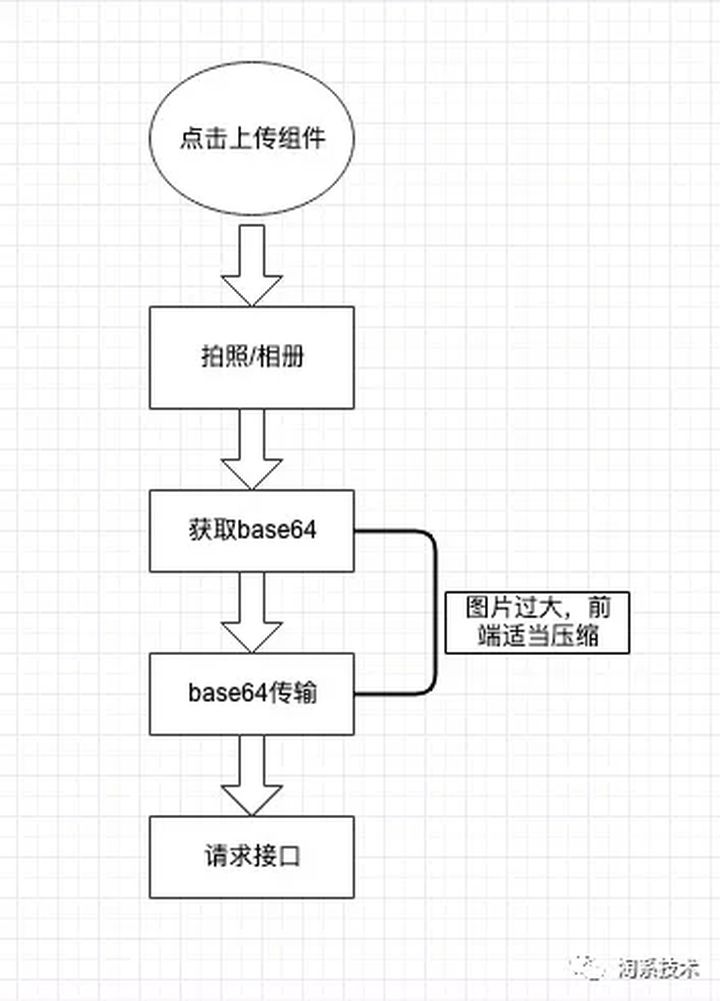 点击上传组件
拍照/相册
获取base64
图片过大，前
端适当压缩
base64传输
请求接口
淘系技术